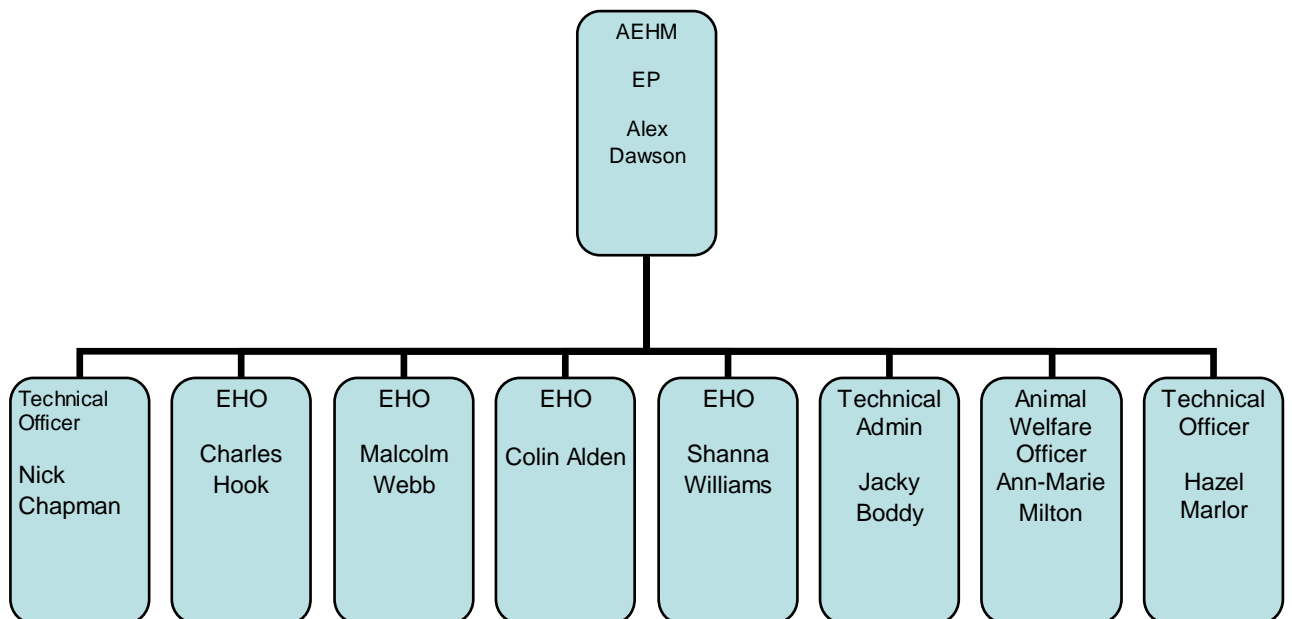 AEHM
EP
Alex
Dawson
Technical
Officer
Nick
Chapman
EHO
Charles
Hook
EHO
Malcolm
Webb
EHO
Colin Alden
EHO
Shanna
Williams
Technical
Admin
Jacky
Boddy
Animal
Welfare
Officer
Ann-Marie
Milton
Technical
Officer
Hazel
Marlor